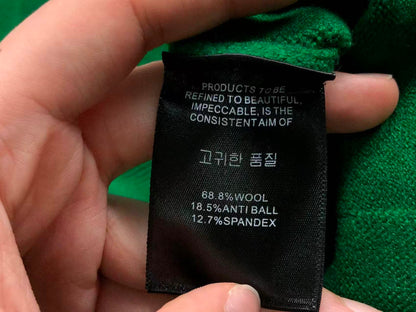 PRODUCTS TO BE
REFINED TO BEAUTIFUL,
IMPECCABLE, IS THE
CONSISTENT AIM OF
고귀한 품질
68.8%WOOL
18.5%ANTI BALL
12.7%SPANDEX